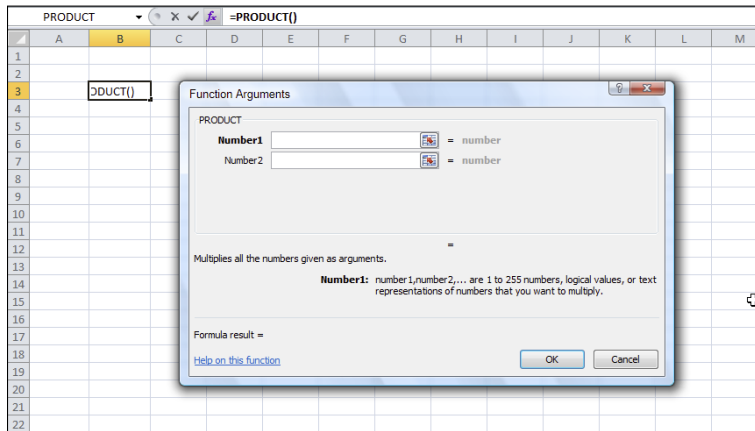 PRODUCT fx =PRODUCT()
A B C D E F G H I J K L M
1
2
3 ODUCT()
4
5
6
7
8
9
10
11
12
13
14
15
16
17
18
19
20
21
22
Function Arguments ?
PRODUCT
Number1 = number
Number2 = number
=
Multiplies all the numbers given as arguments.
Number1: number1,number2,... are 1 to 255 numbers, logical values, or text
representations of numbers that you want to multiply.
Formula result =
Help on this function OK Cancel